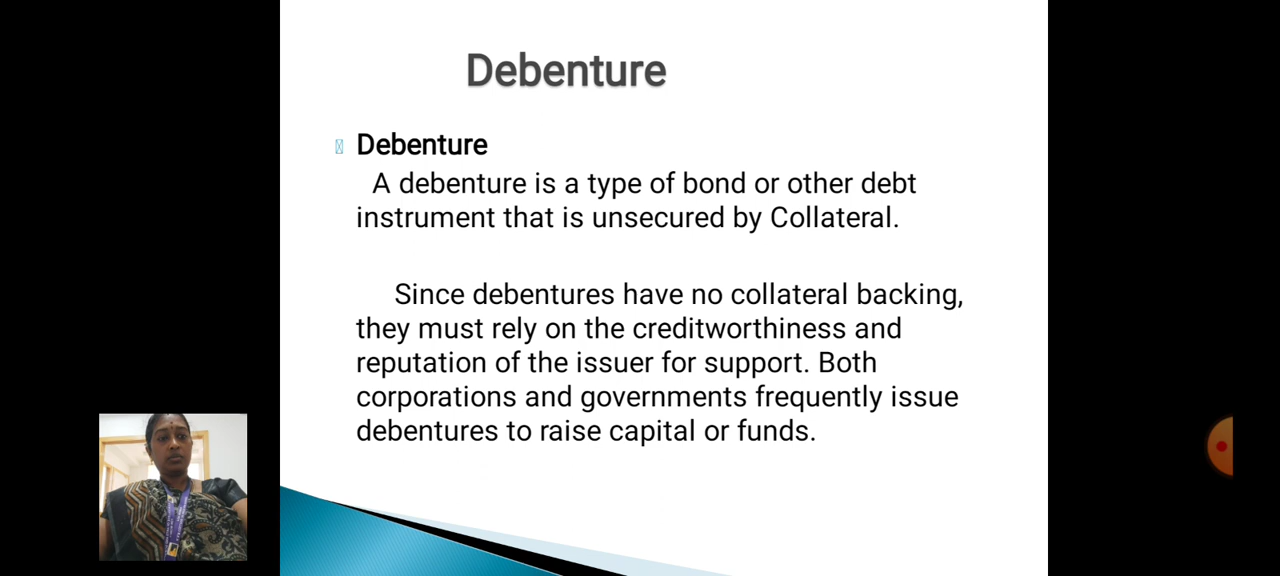 Debenture
Debenture
A debenture is a type of bond or other debt
instrument that is unsecured by Collateral.
Since debentures have no collateral backing,
they must rely on the creditworthiness and
reputation of the issuer for support. Both
corporations and governments frequently issue
debentures to raise capital or funds.